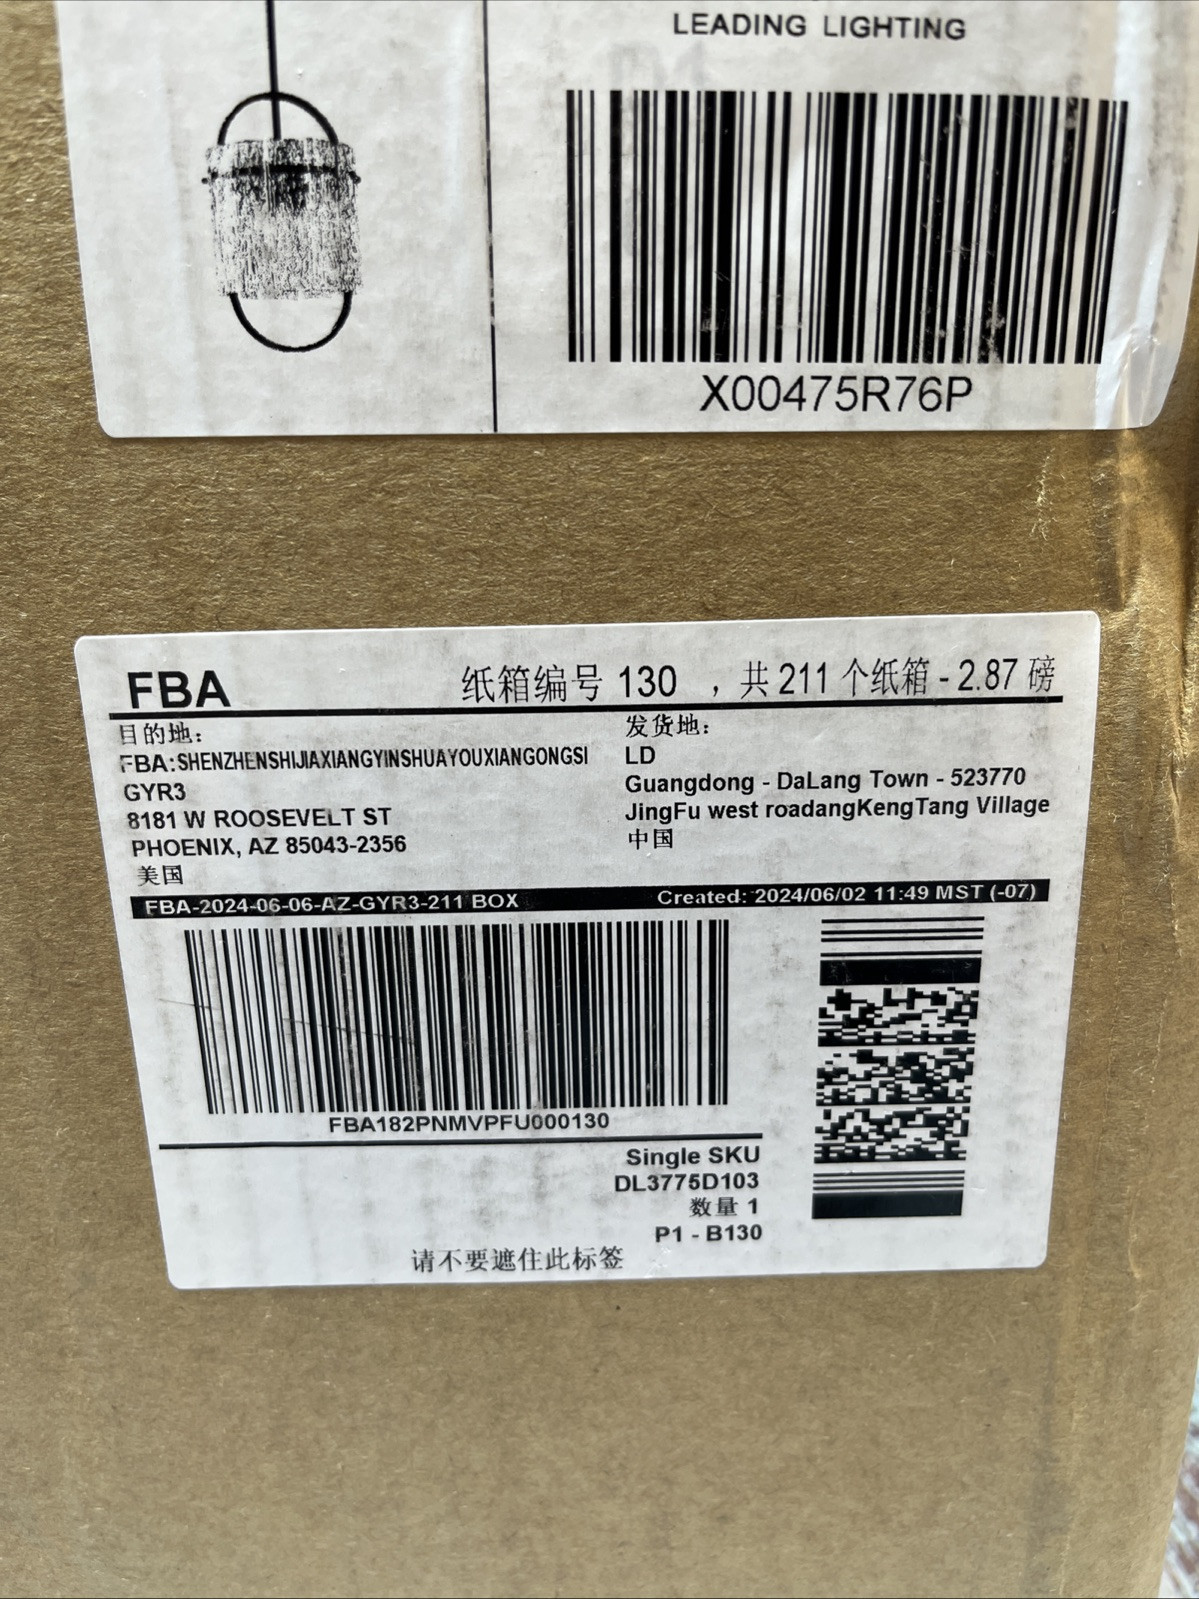 LEADING LIGHTING
X00475R76P
FBA
纸箱编号 130 ，共 211 个纸箱 - 2.87 磅
目的地：
FBA:SHENZHENSHIJIAXIANGYINSHUAYOUXIANGONGSI
GYR3
8181 W ROOSEVELT ST
PHOENIX, AZ 85043-2356
美国
发货地：
LD
Guangdong - DaLang Town - 523770
JingFu west roadangKengTang Village
中国
FBA-2024-06-06-AZ-GYR3-211 BOX
Created: 2024/06/02 11:49 MST (-07)
FBA182PNMVPFU000130
Single SKU
DL3775D103
数量 1
P1 - B130
请不要遮住此标签